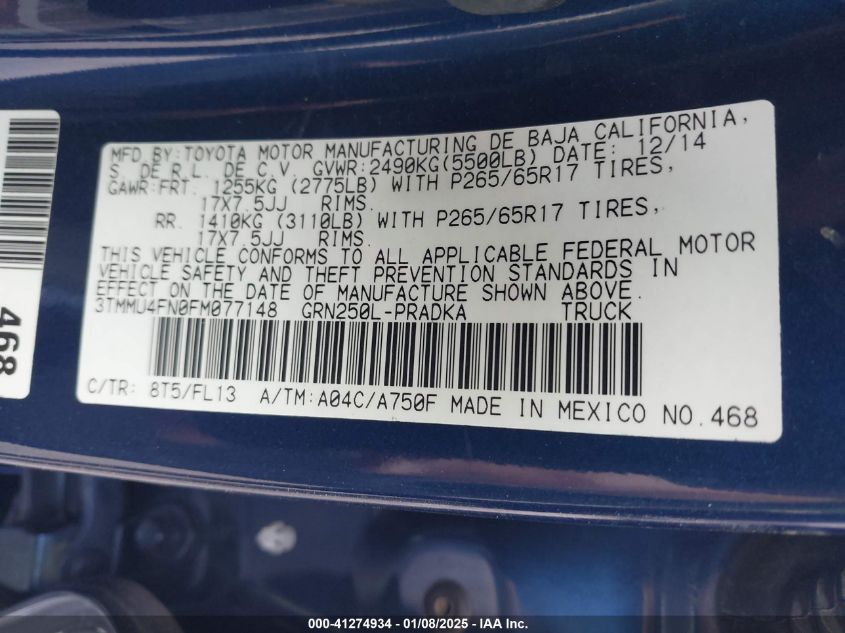 MFD.BY:TOYOTA MOTOR MANUFACTURING DE BAJA CALIFORNIA,
S. DE R.L. DE C.V. GVWR:2490KG(5500LB) DATE: 12/14
GAWR:FRT. 1255KG (2775LB) WITH P265/65R17 TIRES,
17X7.5JJ RIMS.
RR. 1410KG (3110LB) WITH P265/65R17 TIRES,
17X7.5JJ RIMS.
THIS VEHICLE CONFORMS TO ALL APPLICABLE FEDERAL MOTOR
VEHICLE SAFETY AND THEFT PREVENTION STANDARDS IN
EFFECT ON THE DATE OF MANUFACTURE SHOWN ABOVE.
3TMMU4FN0FM077148 GRN250L-PRADKA TRUCK
C/TR: 8T5/FL13 A/TM:A04C/A750F MADE IN MEXICO NO.468
468
000-41274934 - 01/08/2025 - IAA Inc.